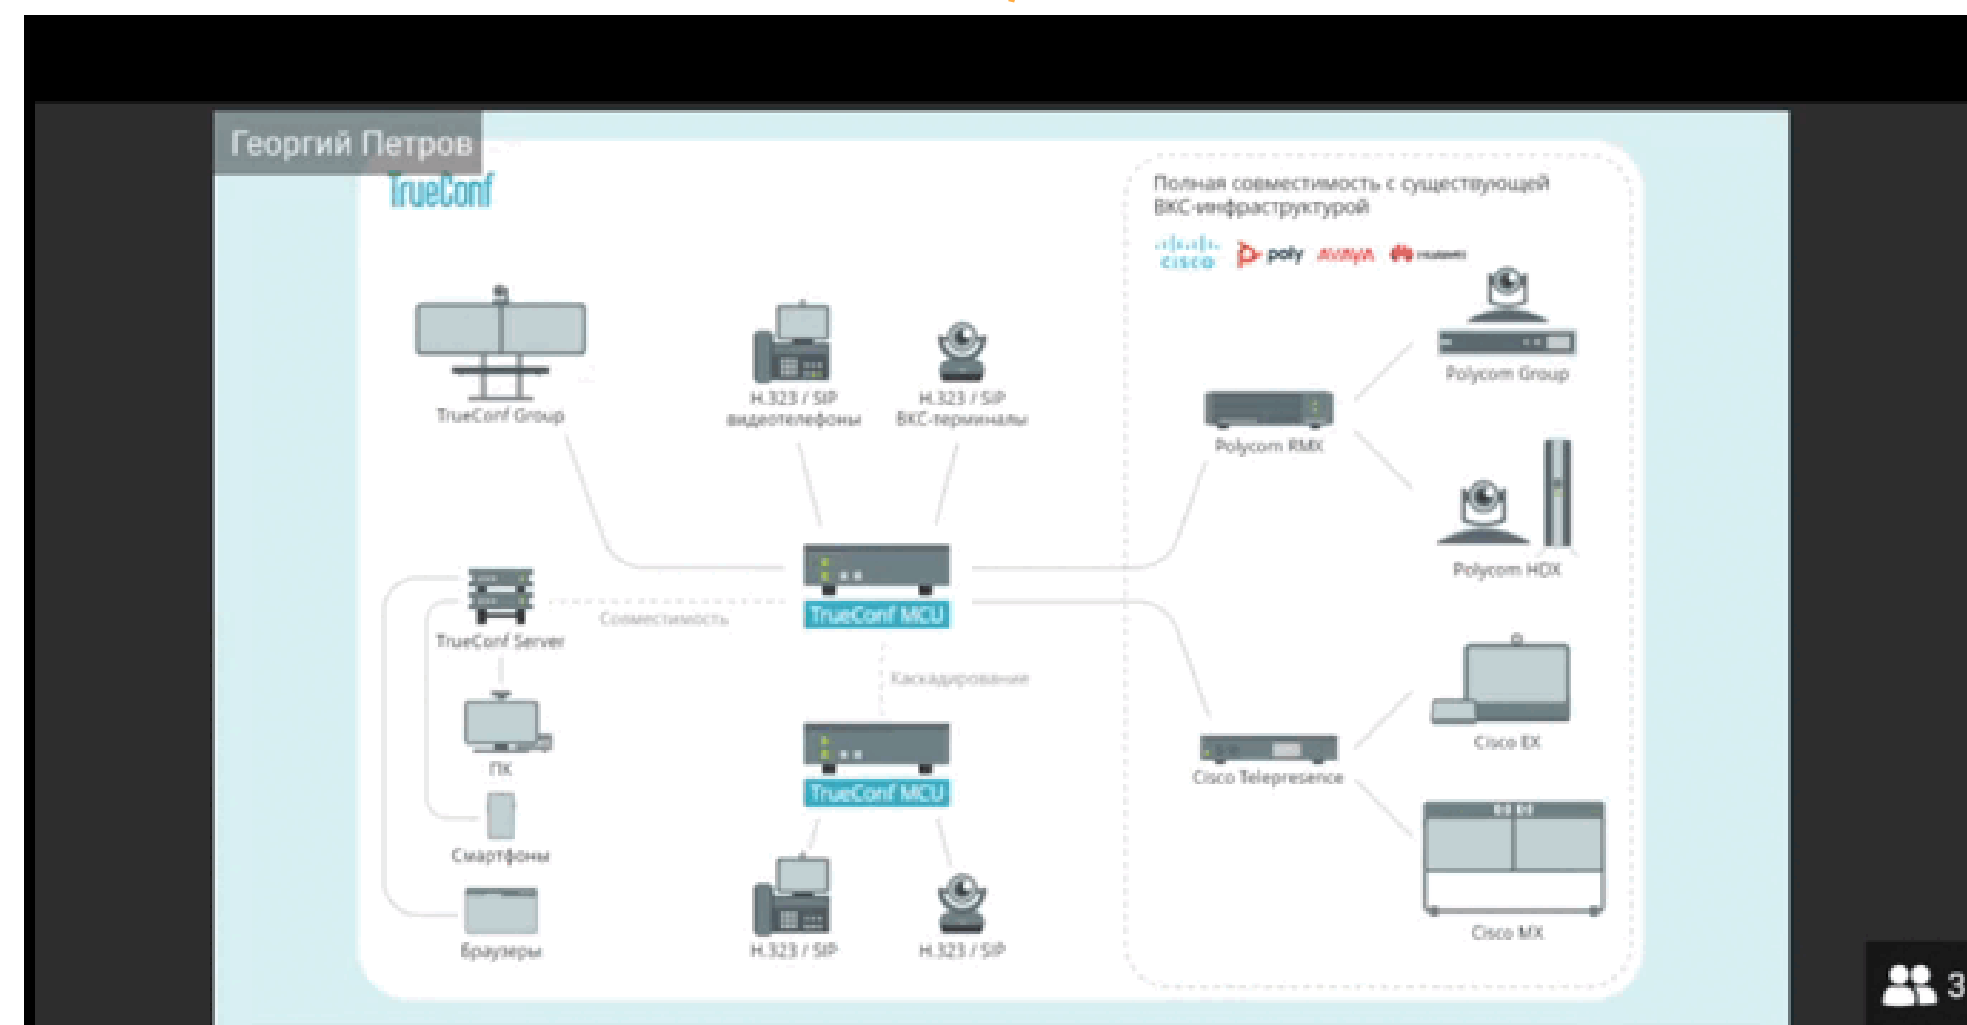 Георгий Петров
TrueConf
Полная совместимость с существующей
ВКС-инфраструктурой
cisco
poly
AVAYA
HUAWEI
TrueConf Group
H.323 / SIP
видеотелефоны
H.323 / SIP
ВКС-терминалы
Polycom Group
Polycom RMX
Polycom HDX
TrueConf MCU
TrueConf Server
Совместимость
Каскадирование
ПК
TrueConf MCU
Cisco EX
Cisco Telepresence
Смартфоны
Браузеры
H.323 / SIP
H.323 / SIP
Cisco MX
3